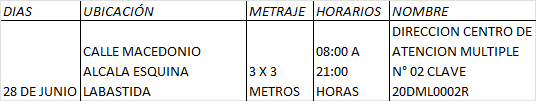 DIAS UBICACIÓN METRAJE HORARIOS NOMBRE
DIRECCION CENTRO DE
CALLE MACEDONIO 08:00 A ATENCION MULTIPLE
ALCALA ESQUINA 3 X 3 21:00 N° 02 CLAVE
28 DE JUNIO LABASTIDA METROS HORAS 20DML0002R